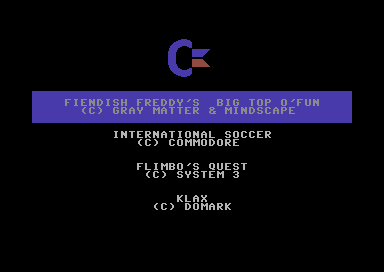 FIENDISH FREDDY'S  BIG TOP O'FUN
(C) GRAY MATTER & MINDSCAPE
INTERNATIONAL SOCCER
(C) COMMODORE
FLIMBO'S QUEST
(C) SYSTEM 3
KLAX
(C) DOMARK